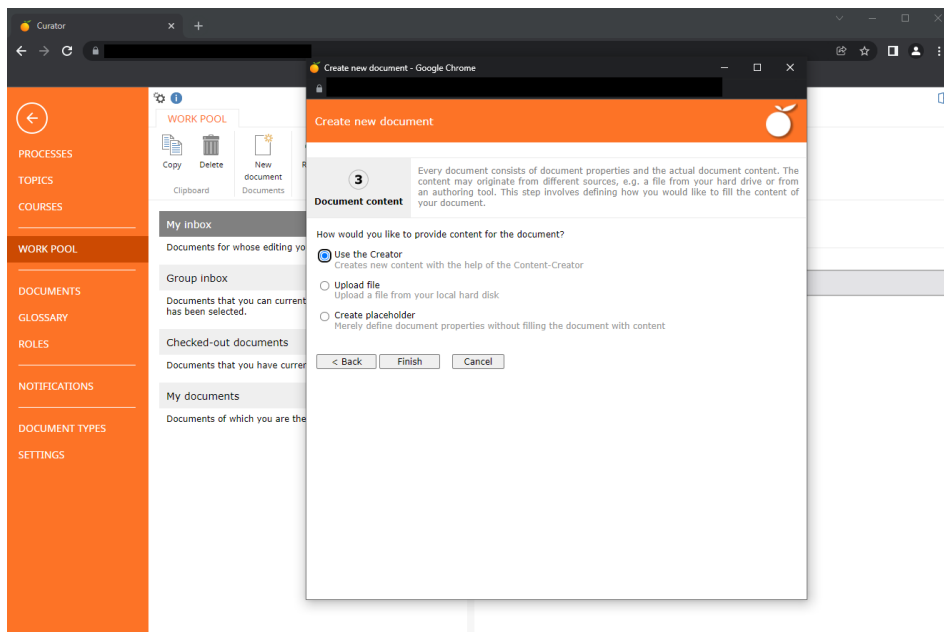 Curator
Create new document - Google Chrome
Create new document
PROCESSES
TOPICS
COURSES
WORK POOL
DOCUMENTS
GLOSSARY
ROLES
NOTIFICATIONS
DOCUMENT TYPES
SETTINGS
WORK POOL
Copy
Delete
New
document
R
Clipboard
Documents
My inbox
Documents for whose editing yo
Group inbox
Documents that you can current
has been selected.
Checked-out documents
Documents that you have currer
My documents
Documents of which you are the
3
Document content
Every document consists of document properties and the actual document content. The
content may originate from different sources, e.g. a file from your hard drive or from
an authoring tool. This step involves defining how you would like to fill the content of
your document.
How would you like to provide content for the document?
Use the Creator
Creates new content with the help of the Content-Creator
Upload file
Upload a file from your local hard disk
Create placeholder
Merely define document properties without filling the document with content
< Back
Finish
Cancel